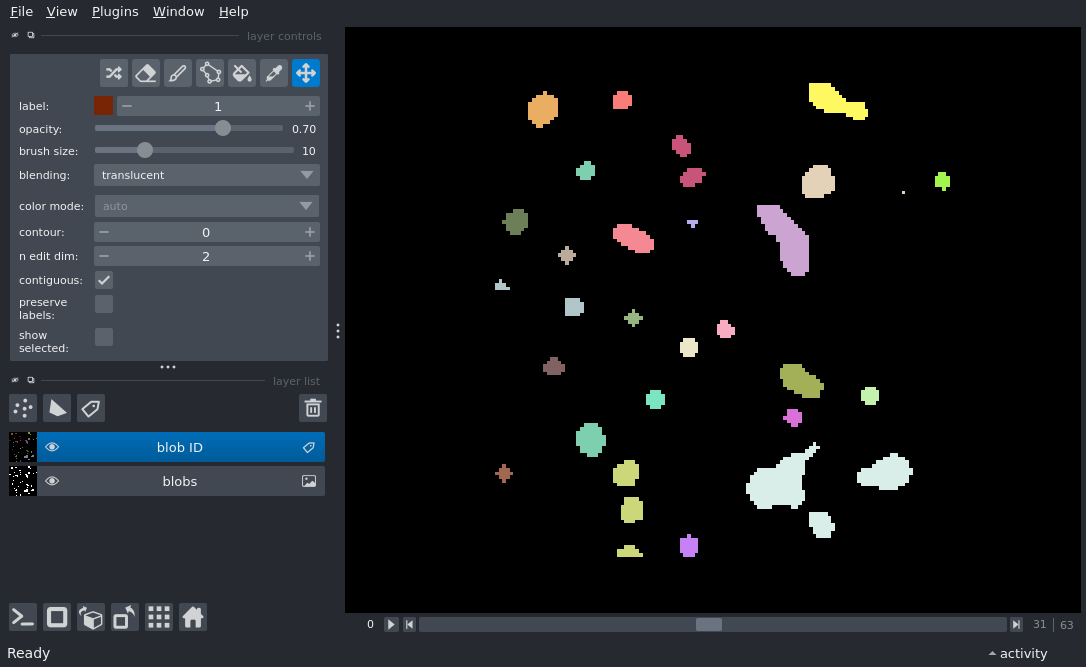 File View Plugins Window Help
layer controls
label: 1
opacity: 0.70
brush size: 10
blending: translucent
color mode: auto
contour: 0
n edit dim: 2
contiguous:
preserve
labels:
show
selected:
layer list
blob ID
blobs
0 31 63
Ready activity